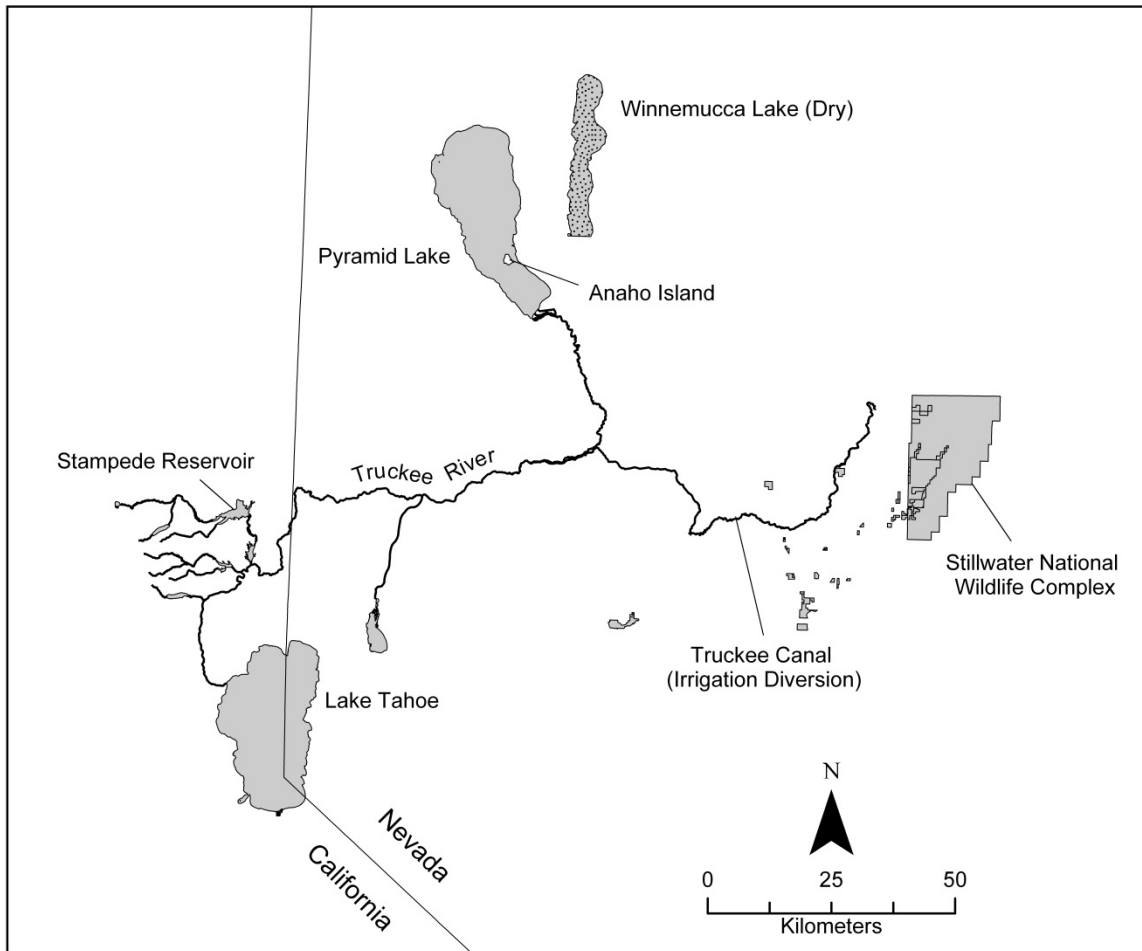 Winnemucca Lake (Dry)
Pyramid Lake
Anaho Island
Stampede Reservoir
Truckee River
Stillwater National
Wildlife Complex
Truckee Canal
(Irrigation Diversion)
Lake Tahoe
Nevada
California
N
0 25 50
Kilometers